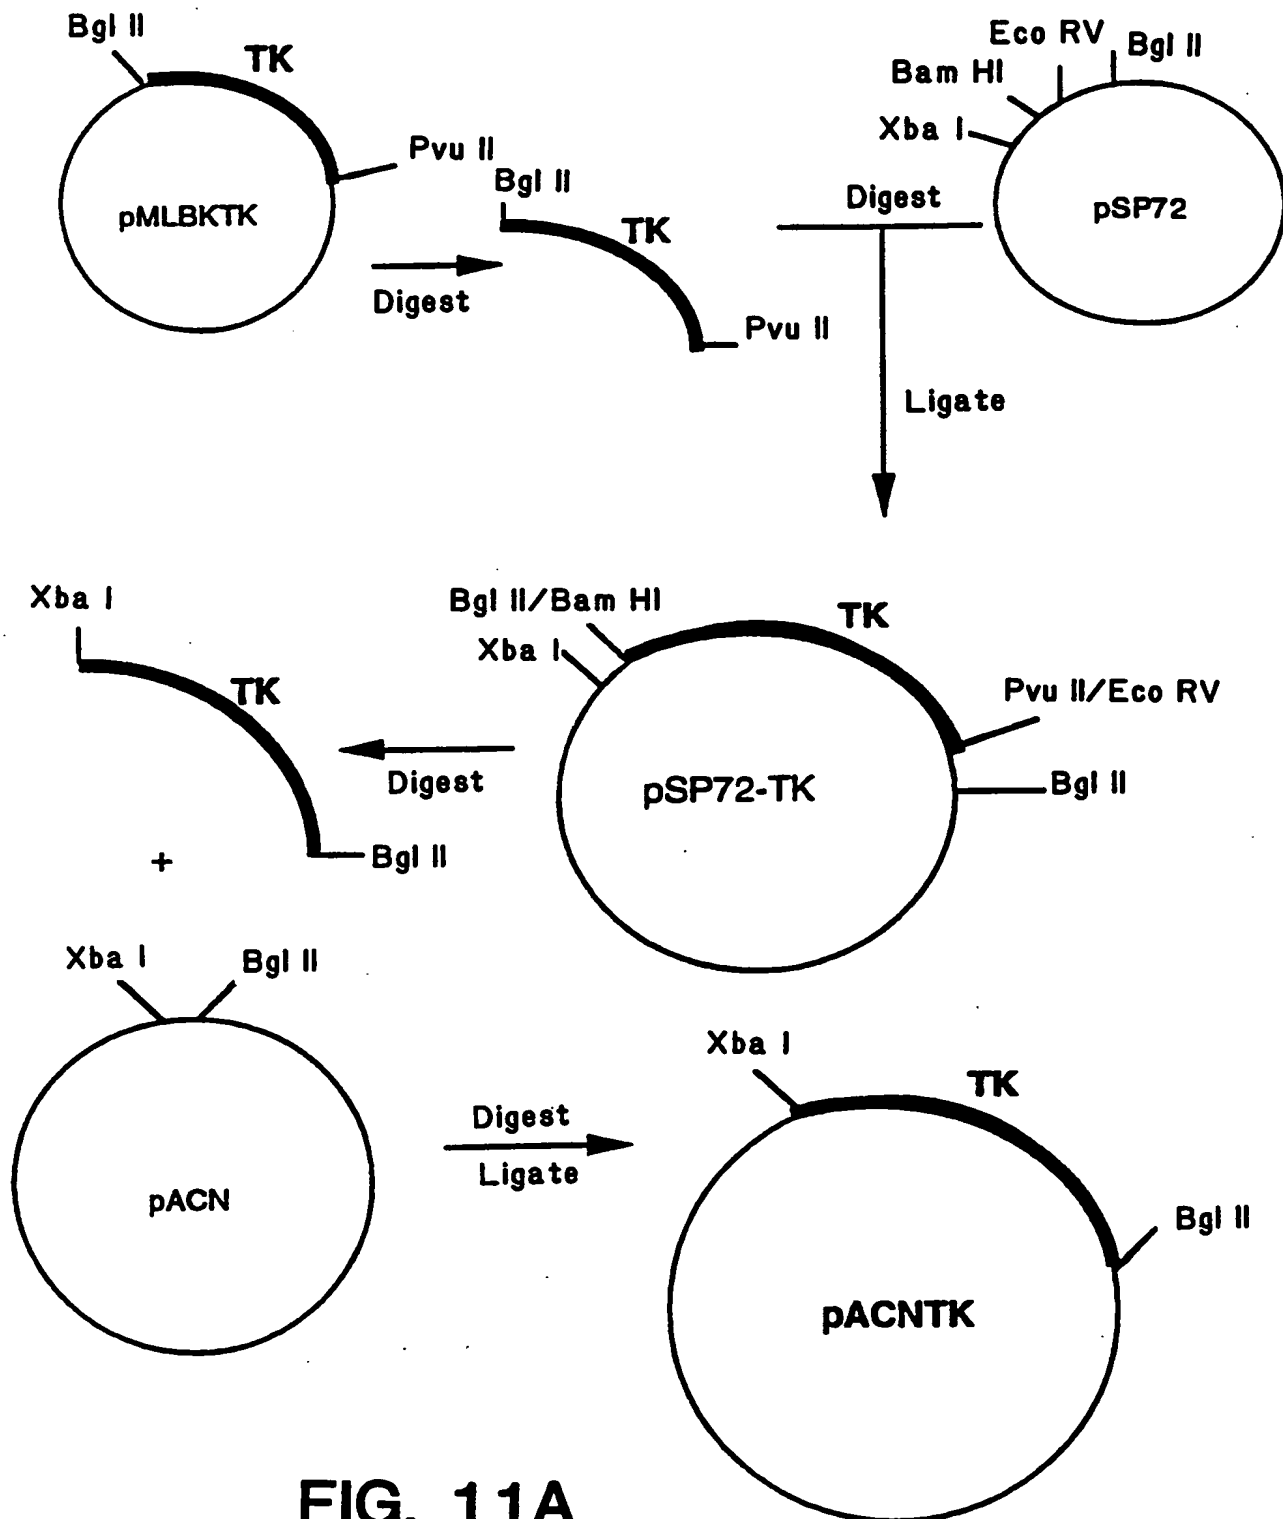 Bgl II
TK
Pvu II
pMLBKTK
Digest
Bgl II
TK
Pvu II
Eco RV
Bgl II
Bam HI
Xba I
pSP72
Digest
Ligate
Bgl II/Bam HI
Xba I
TK
Pvu II/Eco RV
Bgl II
pSP72-TK
Digest
Xba I
TK
Bgl II
+
Xba I
Bgl II
pACN
Digest
Ligate
Xba I
TK
Bgl II
pACNTK
FIG. 11A